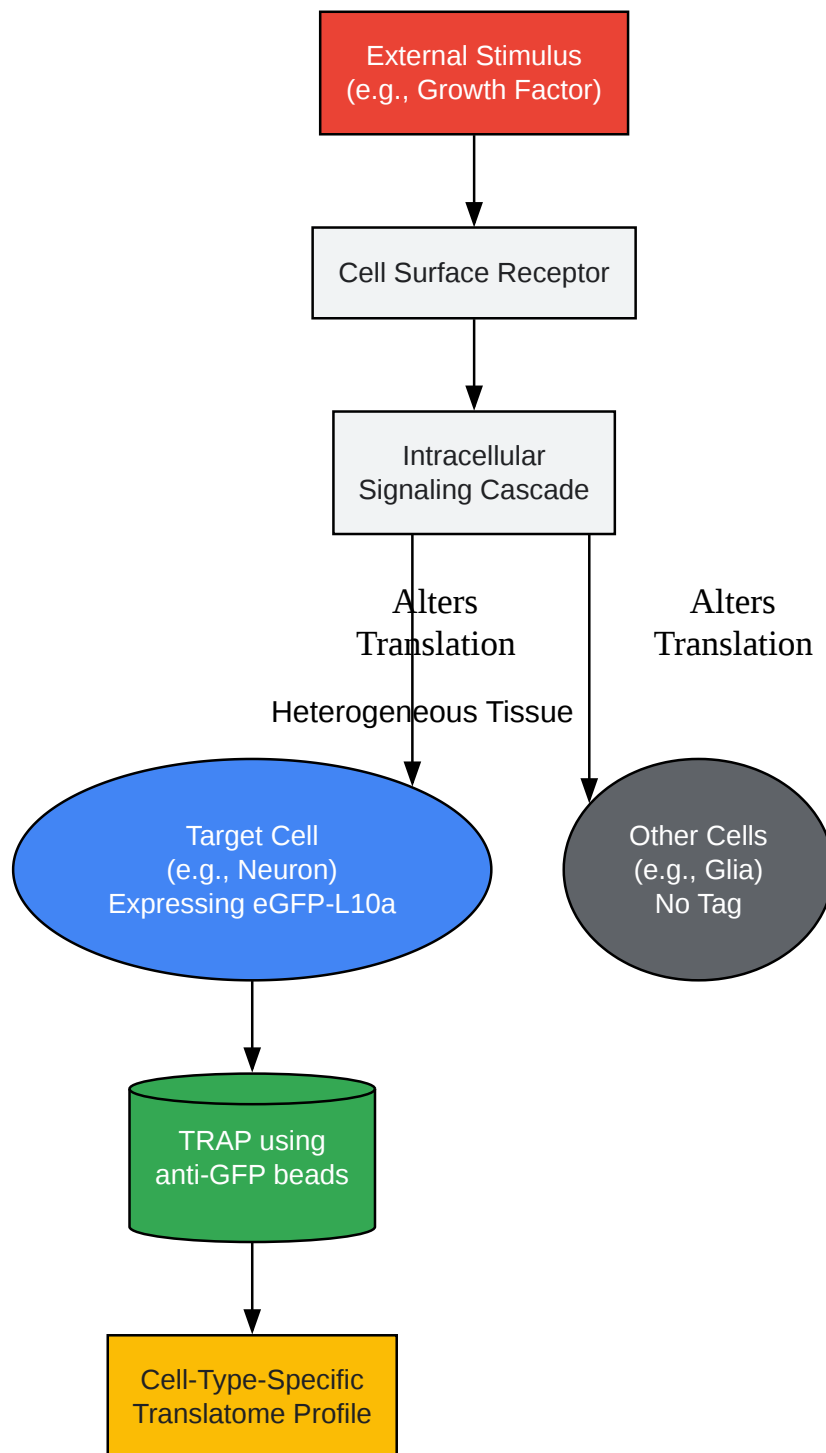 External Stimulus
(e.g., Growth Factor)
Cell Surface Receptor
Intracellular
Signaling Cascade
Alters
Translation
Alters
Translation
Heterogeneous Tissue
Target Cell
(e.g., Neuron)
Expressing eGFP-L10a
Other Cells
(e.g., Glia)
No Tag
TRAP using
anti-GFP beads
Cell-Type-Specific
Translatome Profile